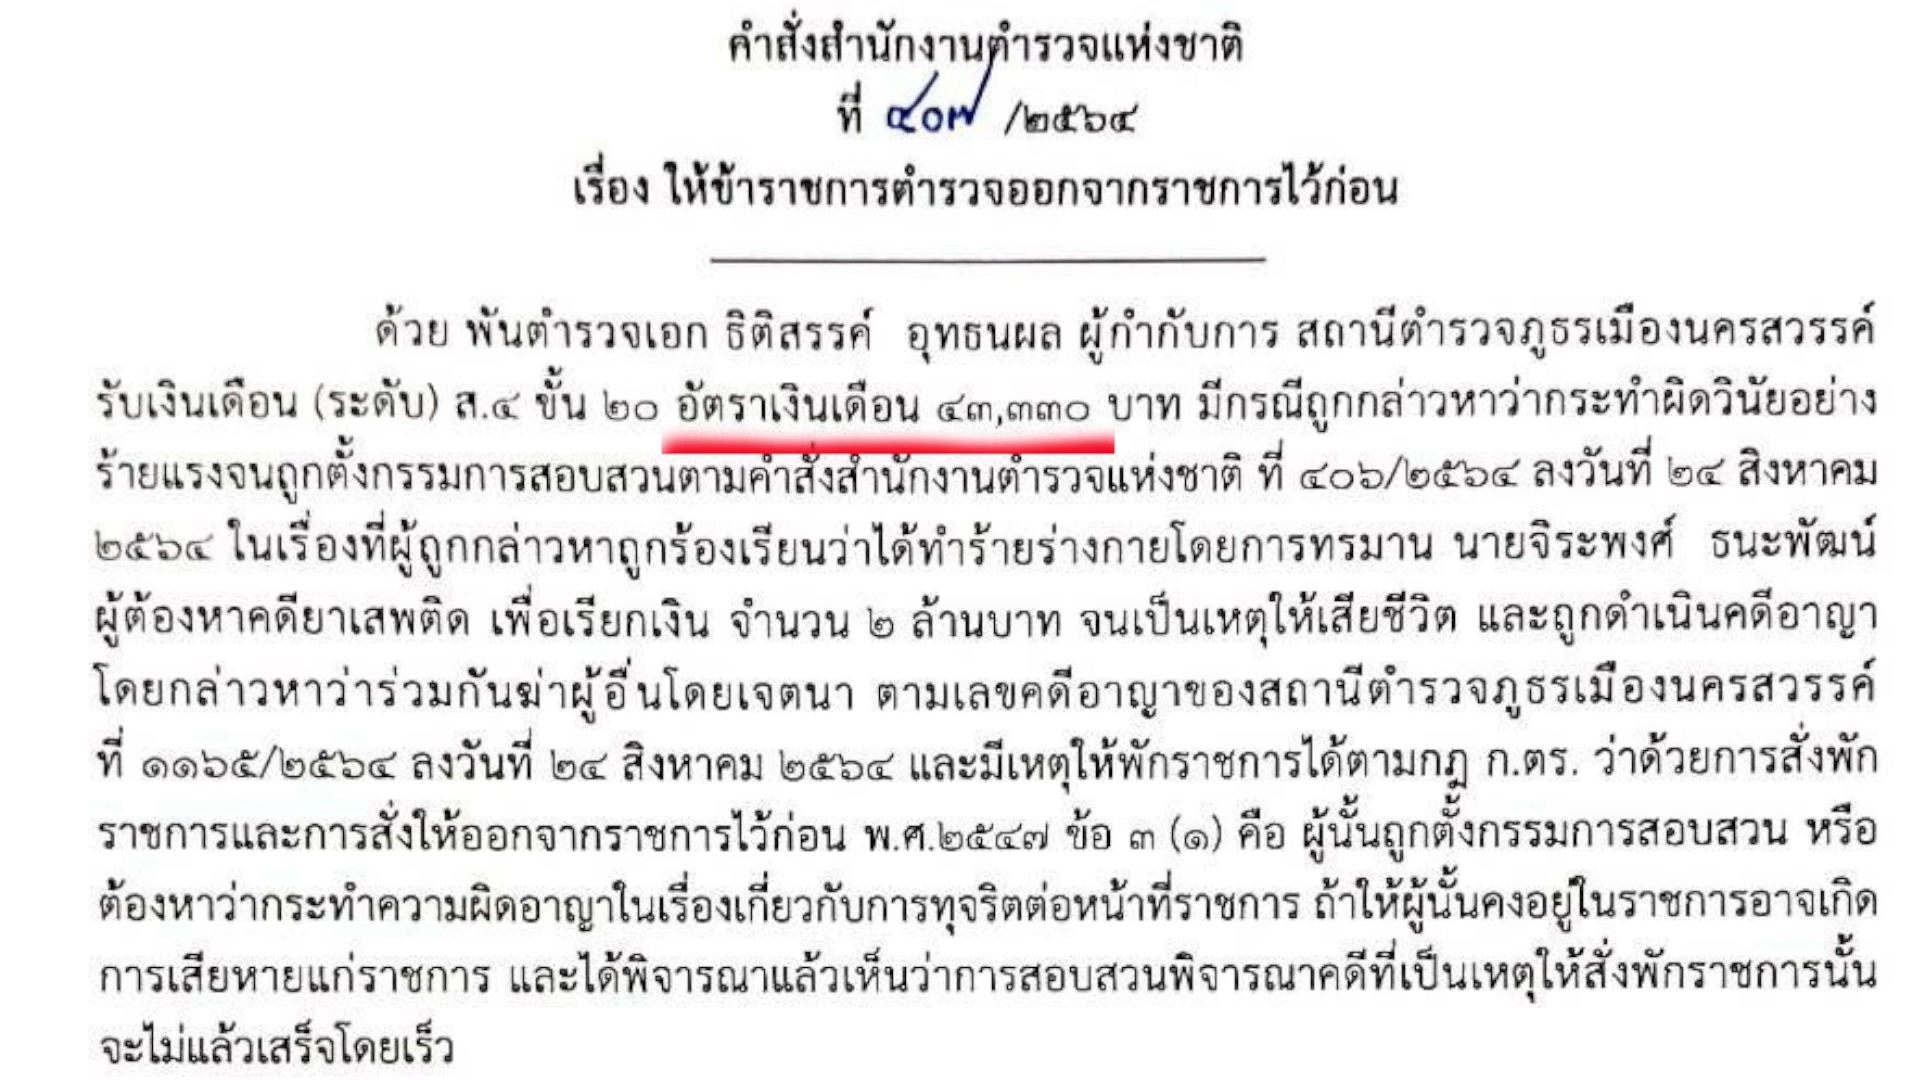 คำสั่งสำนักงานตำรวจแห่งชาติ
ที่ ๔๐๗ /๒๕๖๔
เรื่อง ให้ข้าราชการตำรวจออกจากราชการไว้ก่อน
ด้วย พันตำรวจเอก ธิติสรรค์ อุทธนผล ผู้กำกับการ สถานีตำรวจภูธรเมืองนครสวรรค์
รับเงินเดือน (ระดับ) ส.๔ ขั้น ๒๐ อัตราเงินเดือน ๔๓,๓๓๐ บาท มีกรณีถูกกล่าวหาว่ากระทำผิดวินัยอย่าง
ร้ายแรงจนถูกตั้งกรรมการสอบสวนตามคำสั่งสำนักงานตำรวจแห่งชาติ ที่ ๔๐๖/๒๕๖๔ ลงวันที่ ๒๔ สิงหาคม
๒๕๖๔ ในเรื่องที่ผู้ถูกกล่าวหาถูกร้องเรียนว่าได้ทำร้ายร่างกายโดยการทรมาน นายจิระพงศ์ ธนะพัฒน์
ผู้ต้องหาคดียาเสพติด เพื่อเรียกเงิน จำนวน ๒ ล้านบาท จนเป็นเหตุให้เสียชีวิต และถูกดำเนินคดีอาญา
โดยกล่าวหาว่าร่วมกันฆ่าผู้อื่นโดยเจตนา ตามเลขคดีอาญาของสถานีตำรวจภูธรเมืองนครสวรรค์
ที่ ๑๑๖๕/๒๕๖๔ ลงวันที่ ๒๔ สิงหาคม ๒๕๖๔ และมีเหตุให้พักราชการได้ตามกฎ ก.ตร. ว่าด้วยการสั่งพัก
ราชการและการสั่งให้ออกจากราชการไว้ก่อน พ.ศ.๒๕๔๗ ข้อ ๓ (๑) คือ ผู้นั้นถูกตั้งกรรมการสอบสวน หรือ
ต้องหาว่ากระทำความผิดอาญาในเรื่องเกี่ยวกับการทุจริตต่อหน้าที่ราชการ ถ้าให้ผู้นั้นคงอยู่ในราชการอาจเกิด
การเสียหายแก่ราชการ และได้พิจารณาแล้วเห็นว่าการสอบสวนพิจารณาคดีที่เป็นเหตุให้สั่งพักราชการนั้น
จะไม่แล้วเสร็จโดยเร็ว